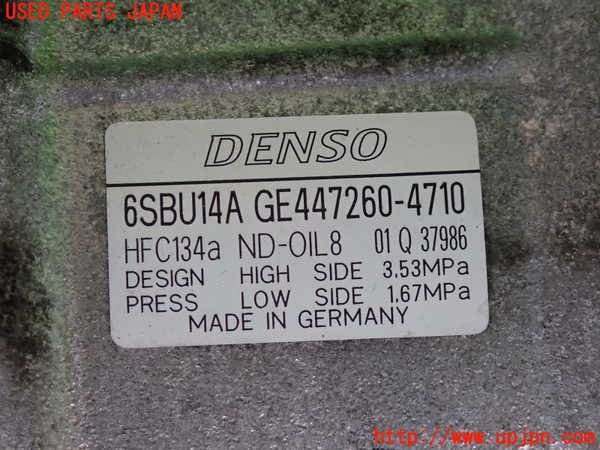 USED PARTS JAPAN
DENSO
6SBU14A GE447260-4710
HFC134a ND-OIL8 01 Q 37986
DESIGN HIGH SIDE 3.53MPa
PRESS LOW SIDE 1.67MPa
MADE IN GERMANY
http://www.upjpn.com/